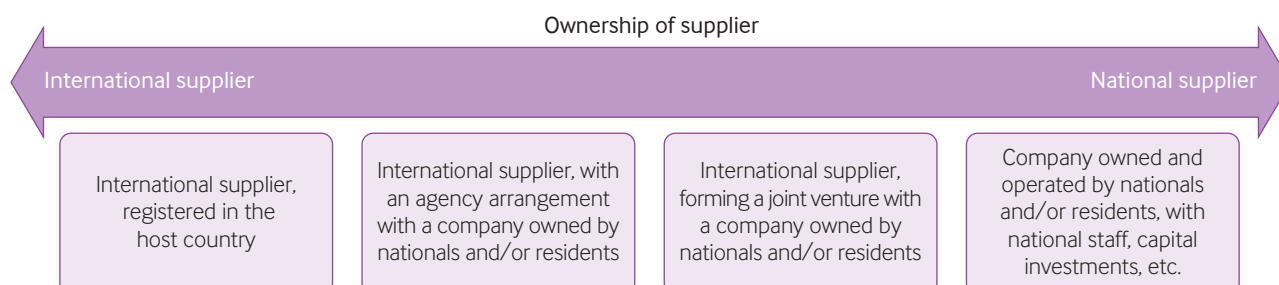 Ownership of supplier
International supplier
National supplier
International supplier,
registered in the
host country
International supplier, with
an agency arrangement
with a company owned by
nationals and/or residents
International supplier,
forming a joint venture with
a company owned by
nationals and/or residents
Company owned and
operated by nationals
and/or residents, with
national staff, capital
investments, etc.